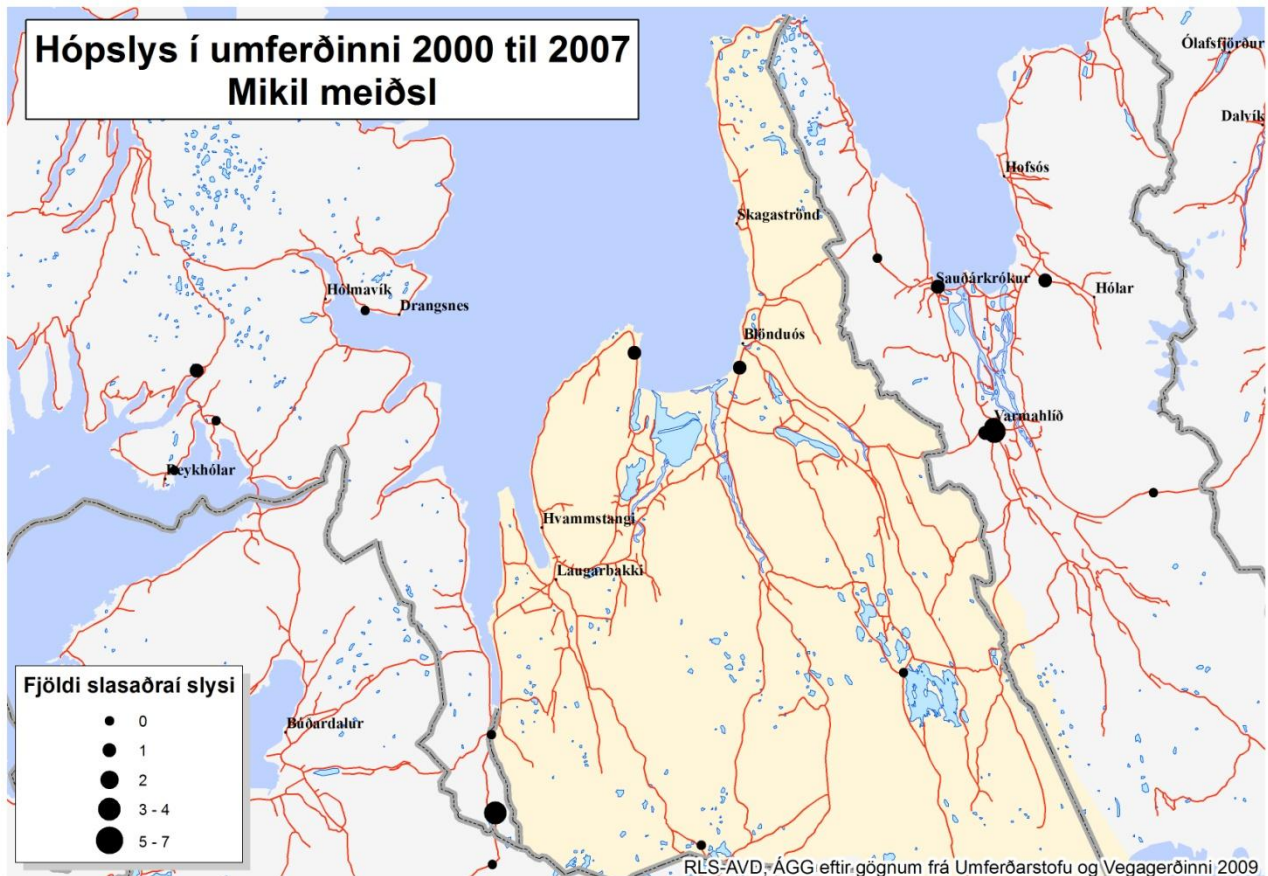 Hópslys í umferðinni 2000 til 2007
Mikil meiðsl
Ólafsfjörður
Dalvík
Hofsós
Skagaströnd
Sauðárkrókur
Hólar
Hólmavík
Drangsnes
Blönduós
Varmahlíð
Reykhólar
Hvammstangi
Laugarbakki
Búðardalur
Fjöldi slasaðraí slysi
0
1
2
3 - 4
5 - 7
RLS-AVD, ÁGG eftir gögnum frá Umferðarstofu og Vegagerðinni 2009